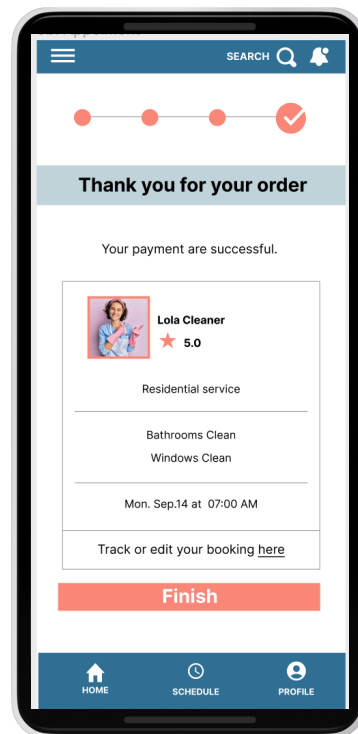 SEARCH
Thank you for your order
Your payment are successful.
Lola Cleaner
5.0
Residential service
Bathrooms Clean
Windows Clean
Mon. Sep.14 at 07:00 AM
Track or edit your booking here
Finish
HOME
SCHEDULE
PROFILE